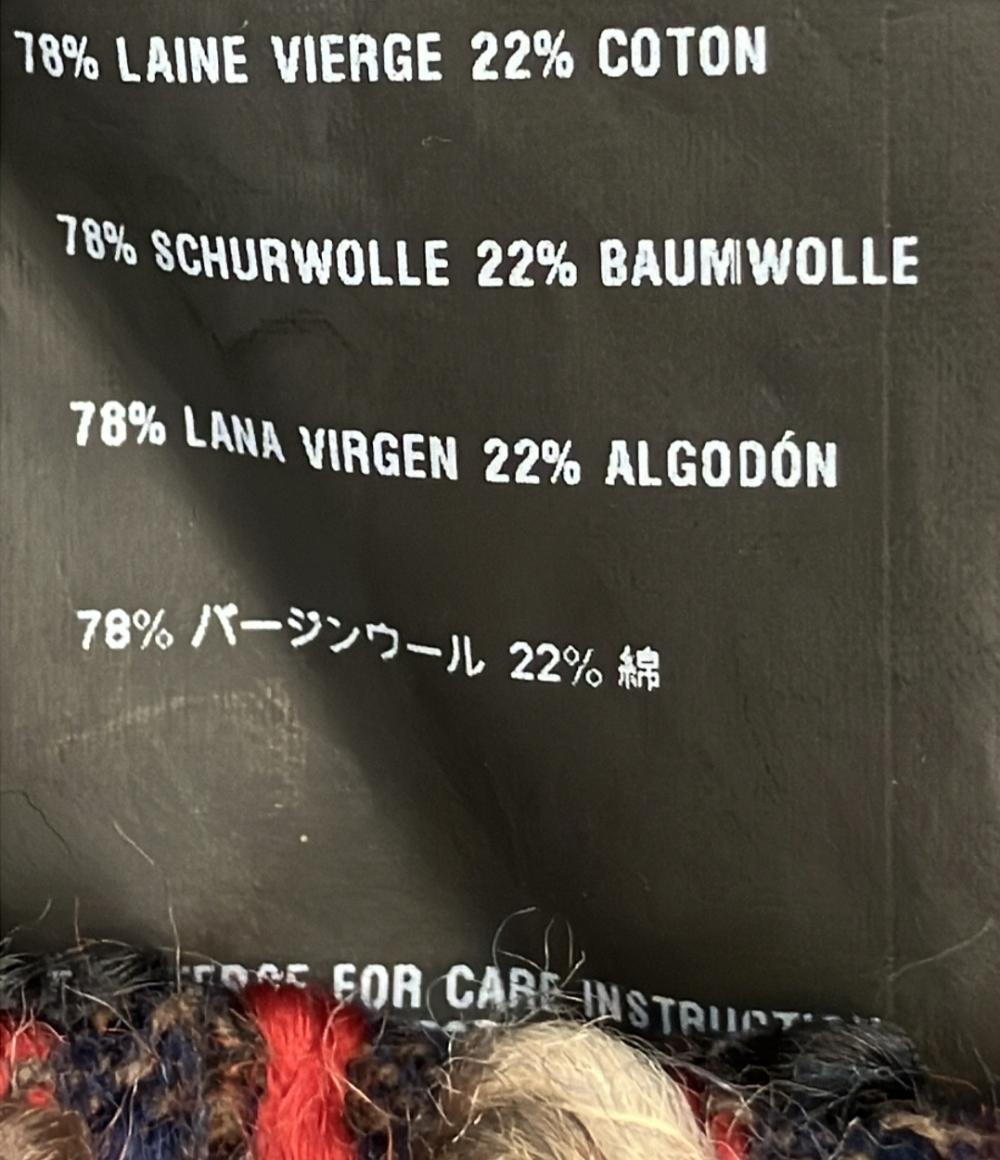 78% LAINE VIERGE 22% COTON
78% SCHURWOLLE 22% BAUMWOLLE
78% LANA VIRGEN 22% ALGODÓN
78% バージンウール 22% 綿
FOR CARE